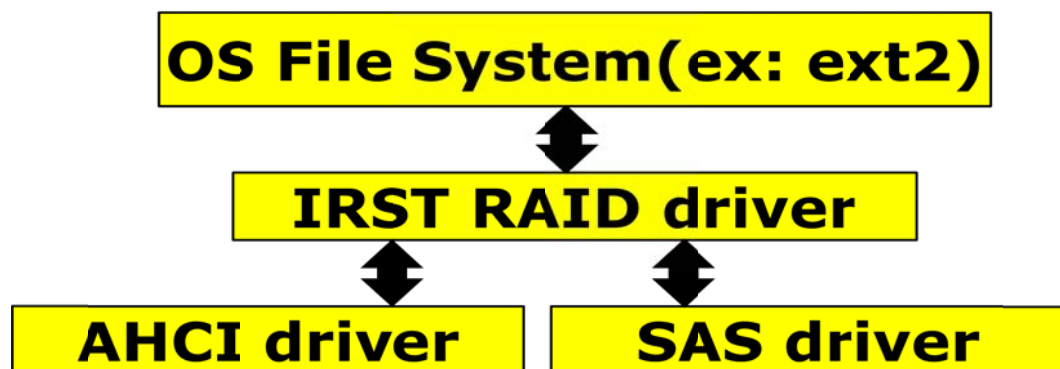 OS File System(ex: ext2)
IRST RAID driver
AHCI driver
SAS driver